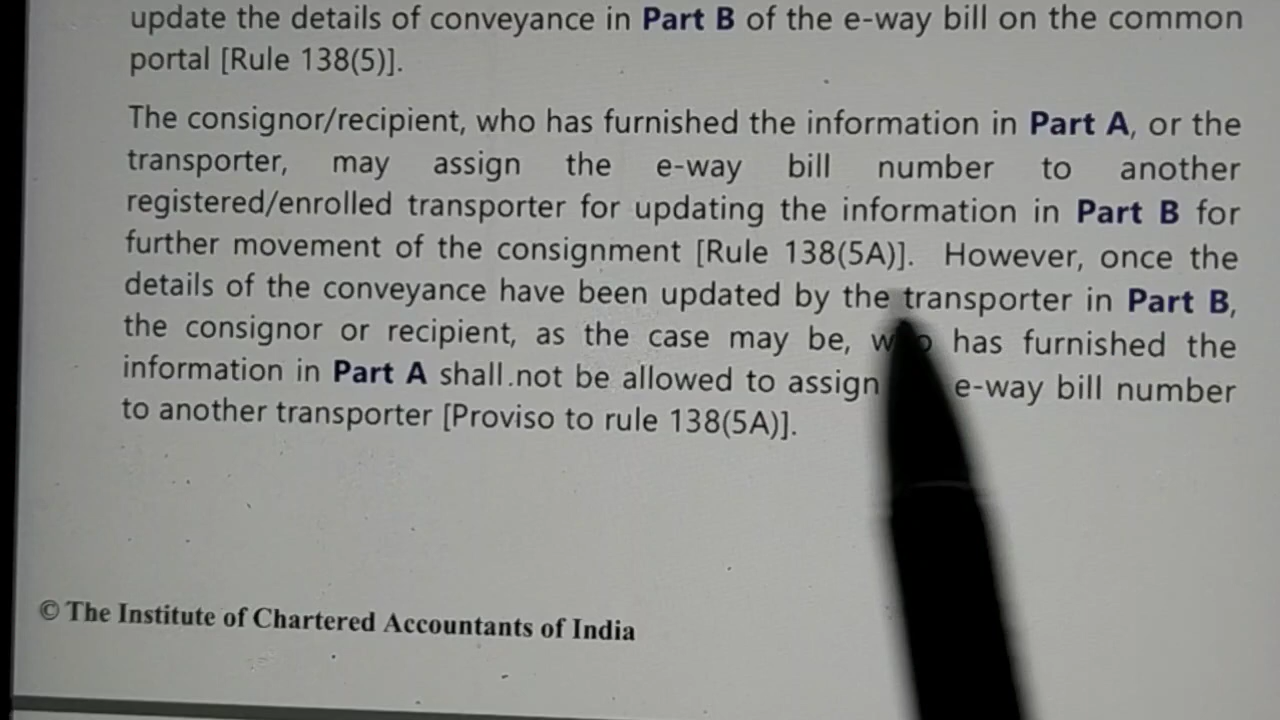 update the details of conveyance in Part B of the e-way bill on the common
portal [Rule 138(5)].
The consignor/recipient, who has furnished the information in Part A, or the
transporter, may assign the e-way bill number to another
registered/enrolled transporter for updating the information in Part B for
further movement of the consignment [Rule 138(5A)]. However, once the
details of the conveyance have been updated by the transporter in Part B,
the consignor or recipient, as the case may be, who has furnished the
information in Part A shall not be allowed to assign e-way bill number
to another transporter [Proviso to rule 138(5A)].
© The Institute of Chartered Accountants of India